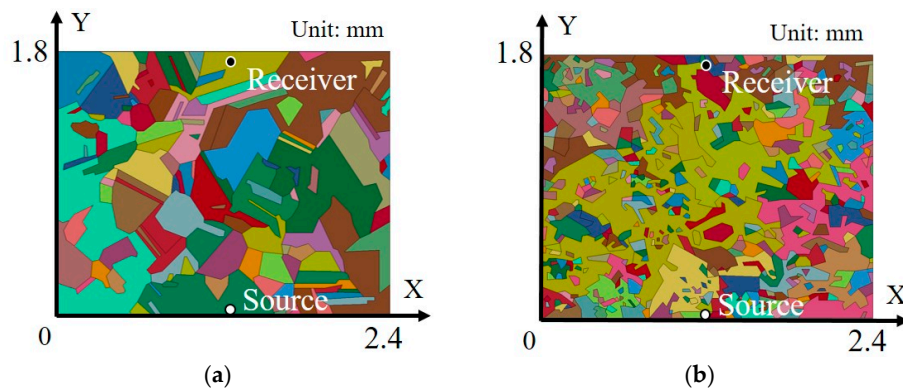 Y
Unit: mm
1.8
Receiver
Source
X
0
2.4
(a)
Y
Unit: mm
1.8
Receiver
Source
X
0
2.4
(b)